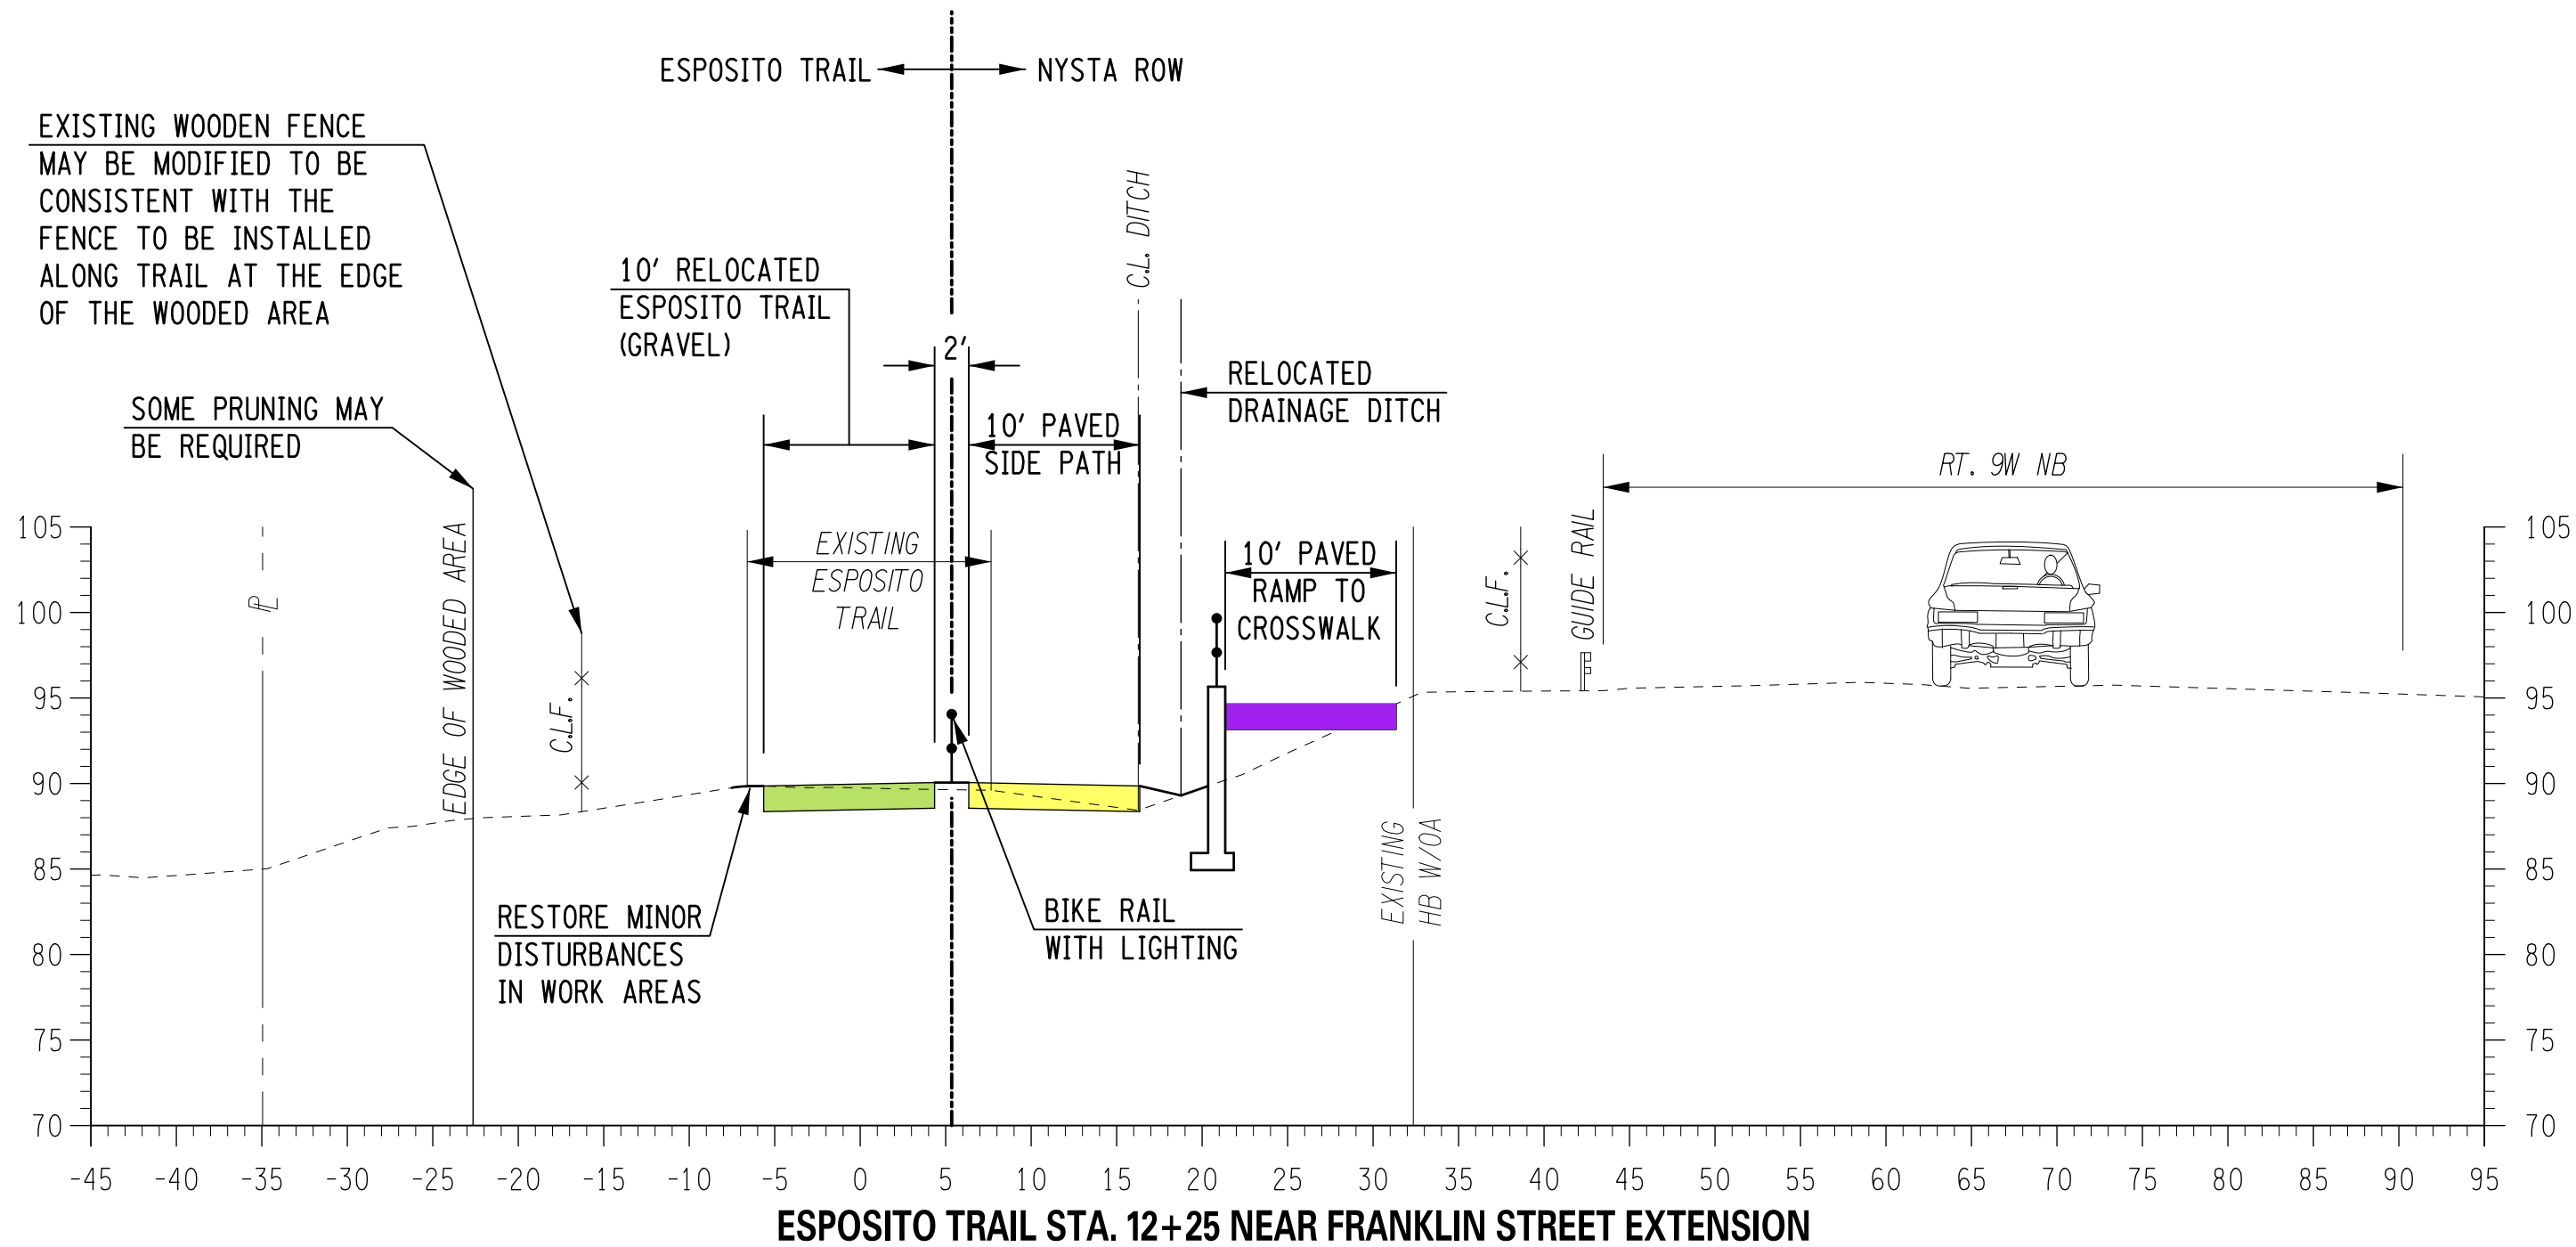 ESPOSITO TRAIL
NYSTA ROW
EXISTING WOODEN FENCE
MAY BE MODIFIED TO BE
CONSISTENT WITH THE
FENCE TO BE INSTALLED
ALONG TRAIL AT THE EDGE
OF THE WOODED AREA
SOME PRUNING MAY
BE REQUIRED
10' RELOCATED
ESPOSITO TRAIL
(GRAVEL)
2'
10' PAVED
SIDE PATH
C.L. DITCH
RELOCATED
DRAINAGE DITCH
RT. 9W NB
EXISTING
ESPOSITO
TRAIL
10' PAVED
RAMP TO
CROSSWALK
C.L.F.
GUIDE RAIL
PL
EDGE OF WOODED AREA
C.L.F.
RESTORE MINOR
DISTURBANCES
IN WORK AREAS
BIKE RAIL
WITH LIGHTING
EXISTING
HB W/OA
105
100
95
90
85
80
75
70
105
100
95
90
85
80
75
70
-45 -40 -35 -30 -25 -20 -15 -10 -5 0 5 10 15 20 25 30 35 40 45 50 55 60 65 70 75 80 85 90 95
ESPOSITO TRAIL STA. 12+25 NEAR FRANKLIN STREET EXTENSION